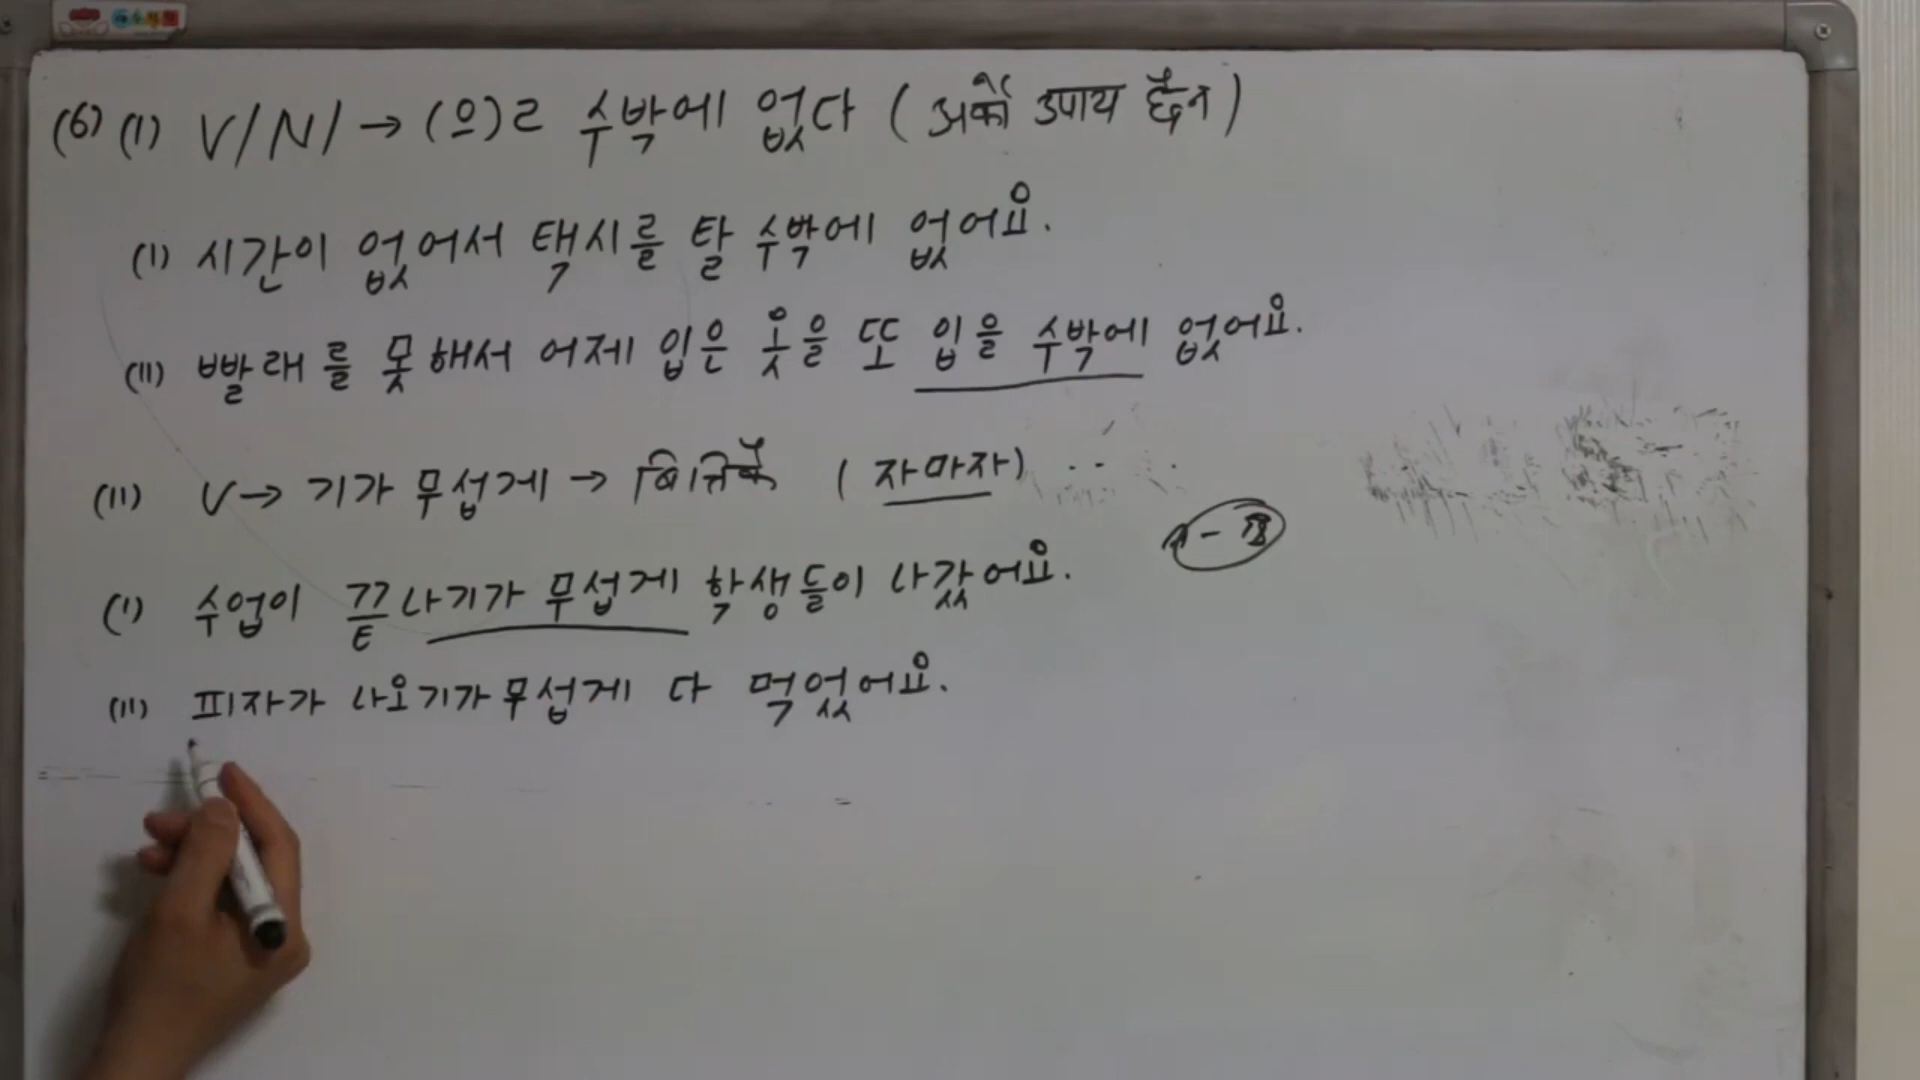 (6) (I) V/N/ → (으)ㄹ 수밖에 없다 (अर्को उपाय छैन)
(I) 시간이 없어서 택시를 탈 수밖에 없어요.
(II) 빨래를 못해서 어제 입은 옷을 또 입을 수밖에 없어요.
(II) V → 기가 무섭게 → बित्तिकै (자마자)
(I) 수업이 끝나기가 무섭게 학생들이 나갔어요.
(II) 피자가 나오기가 무섭게 다 먹었어요.